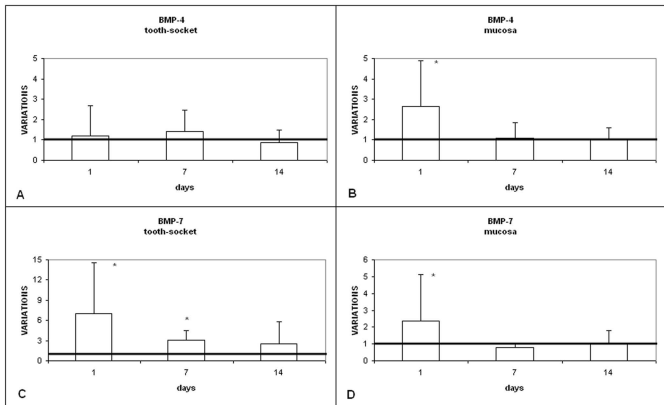 BMP-4
tooth-socket
VARIATIONS
5
4
3
2
1
0
*
1 7 14
days
A
BMP-4
mucosa
VARIATIONS
5
4
3
2
1
0
*
1 7 14
days
B
BMP-7
tooth-socket
VARIATIONS
15
12
9
6
3
0
*
*
1 7 14
days
C
BMP-7
mucosa
VARIATIONS
6
5
4
3
2
1
0
*
1 7 14
days
D